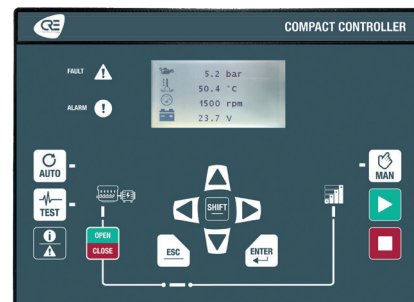 CRE
COMPACT CONTROLLER
FAULT
ALARM
5.2 bar
50.4 °C
1500 rpm
23.7 V
AUTO
MAN
TEST
SHIFT
OPEN
CLOSE
ESC
ENTER